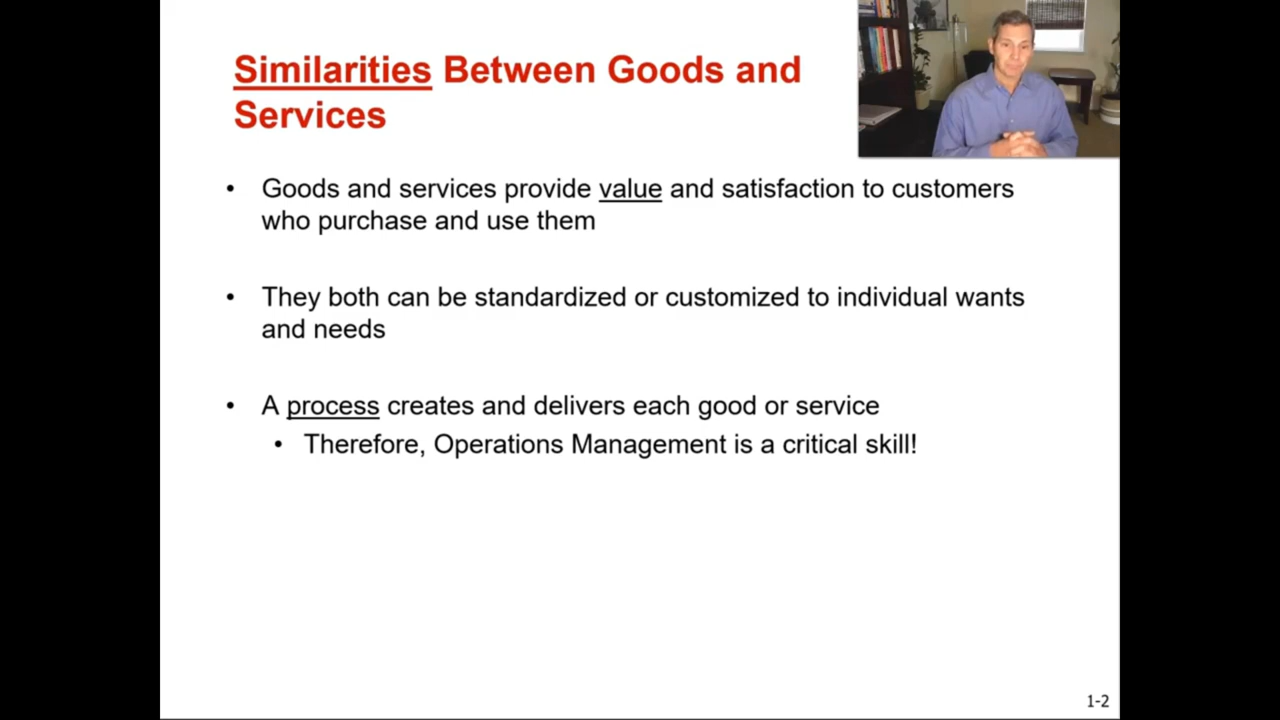 Similarities Between Goods and
Services
• Goods and services provide value and satisfaction to customers
who purchase and use them
• They both can be standardized or customized to individual wants
and needs
• A process creates and delivers each good or service
• Therefore, Operations Management is a critical skill!
1-2